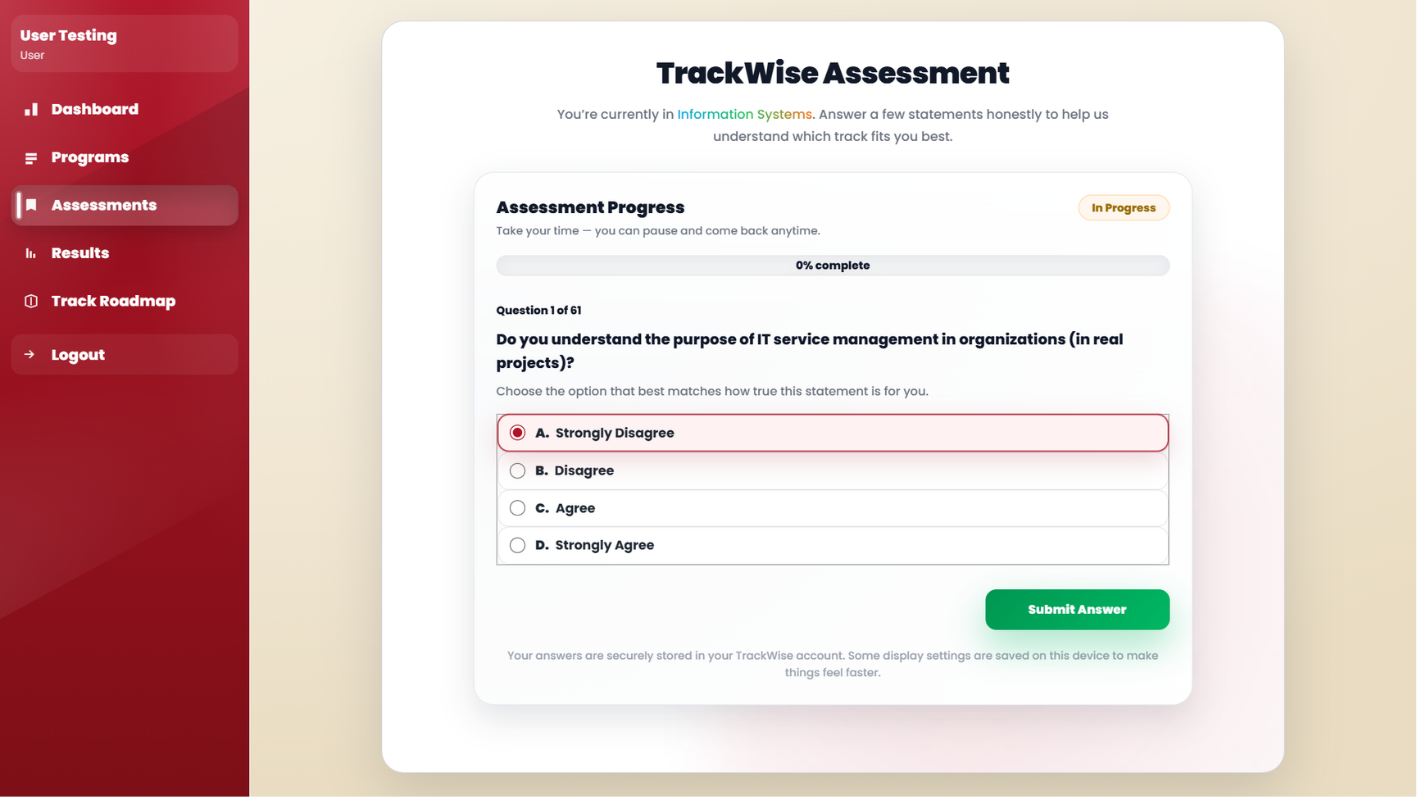 User Testing
User
Dashboard
Programs
Assessments
Results
Track Roadmap
Logout
TrackWise Assessment
You're currently in Information Systems. Answer a few statements honestly to help us
understand which track fits you best.
Assessment Progress
In Progress
Take your time — you can pause and come back anytime.
0% complete
Question 1 of 61
Do you understand the purpose of IT service management in organizations (in real
projects)?
Choose the option that best matches how true this statement is for you.
A. Strongly Disagree
B. Disagree
C. Agree
D. Strongly Agree
Submit Answer
Your answers are securely stored in your TrackWise account. Some display settings are saved on this device to make
things feel faster.